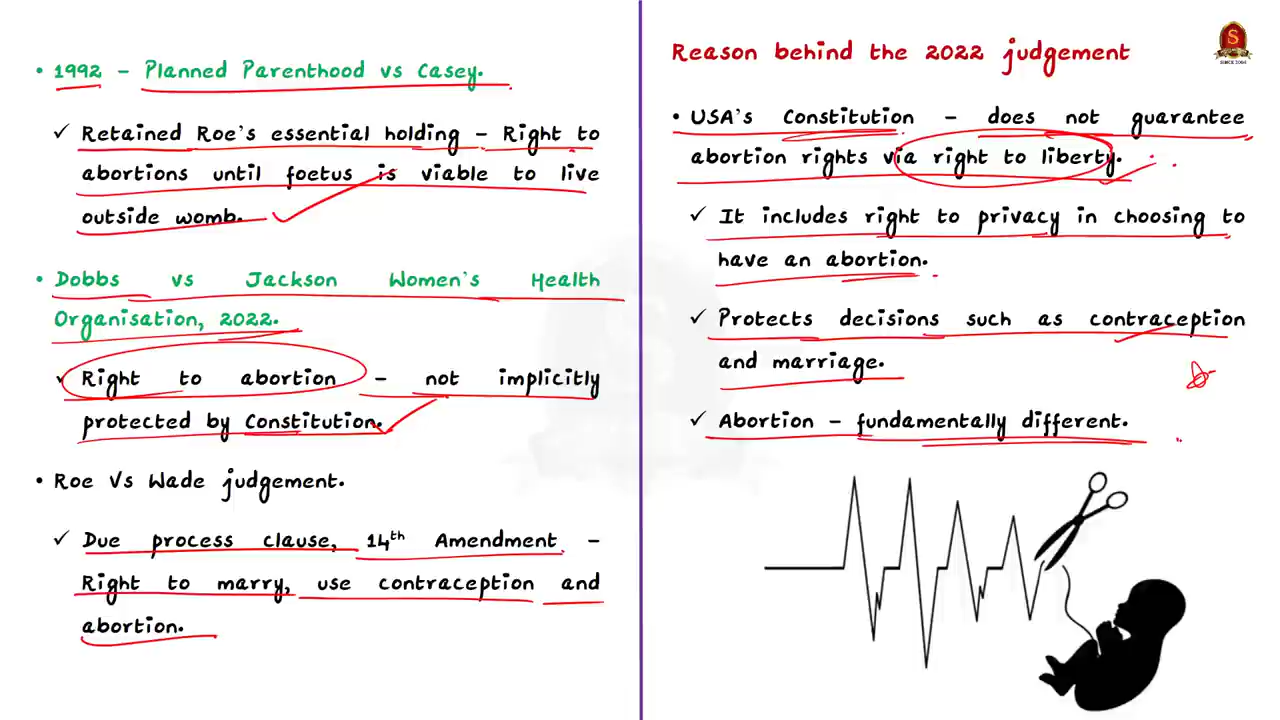 • 1992 – Planned Parenthood vs Casey.
✓ Retained Roe's essential holding – Right to
abortions until foetus is viable to live
outside womb.
• Dobbs vs Jackson Women's Health
Organisation, 2022.
✓ Right to abortion – not implicitly
protected by Constitution.
• Roe Vs Wade judgement.
✓ Due process clause, 14th Amendment –
Right to marry, use contraception and
abortion.
Reason behind the 2022 judgement
• USA's Constitution – does not guarantee
abortion rights via right to liberty.
✓ It includes right to privacy in choosing to
have an abortion.
✓ Protects decisions such as contraception
and marriage.
✓ Abortion – fundamentally different.
S
SINCE 2004